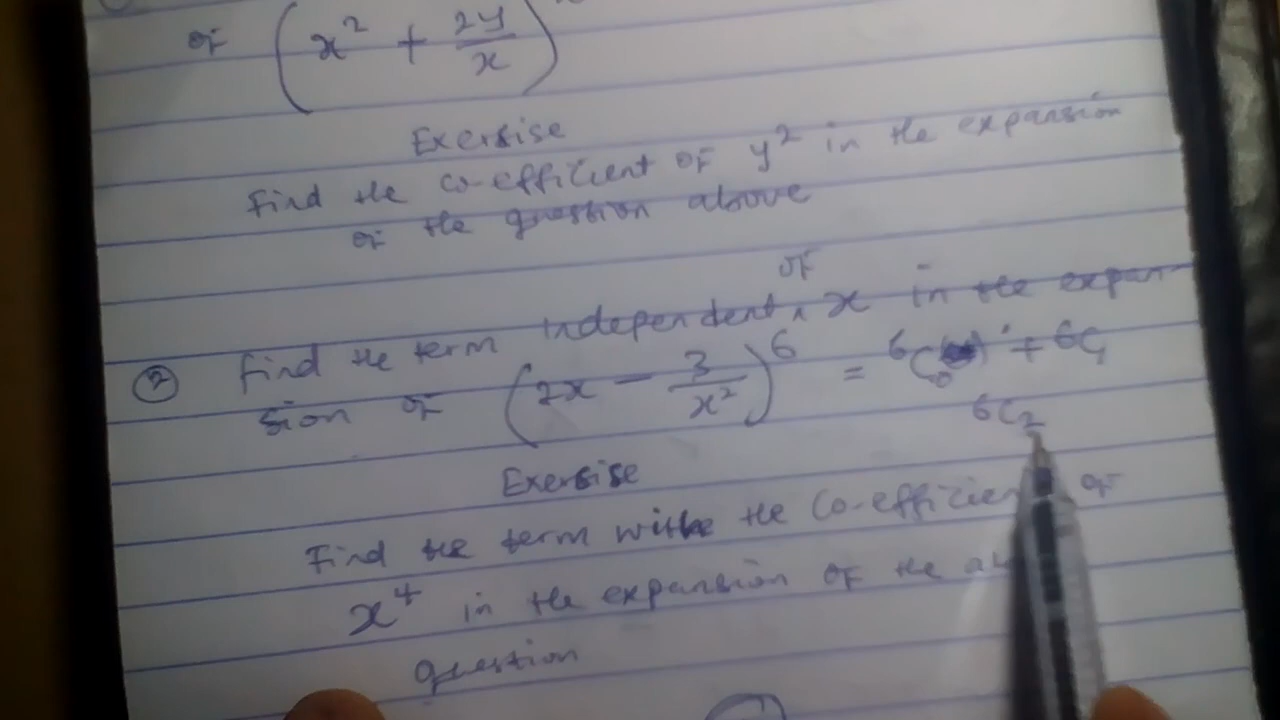 of (x² + 2y/x)
Exersise
Find the co-efficient of y² in the expansion
of the question above
② Find the term independent of x in the expan-
sion of (2x - 3/x²)⁶ = ⁶C₀ + ⁶C₁
⁶C₂
Exersise
Find the term withe the co-efficient of
x⁴ in the expansion of the
question